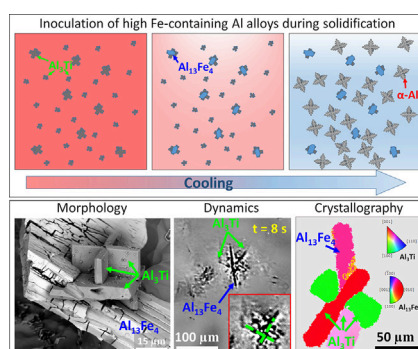 Inoculation of high Fe-containing Al alloys during solidification
Al3Ti
Al13Fe4
α-Al
Cooling
Morphology
Dynamics
Crystallography
Al3Ti
Al13Fe4
15 μm
Al3Ti
t = 8 s
Al13Fe4
100 μm
Al13Fe4
Al3Ti
Al3Ti
50 μm